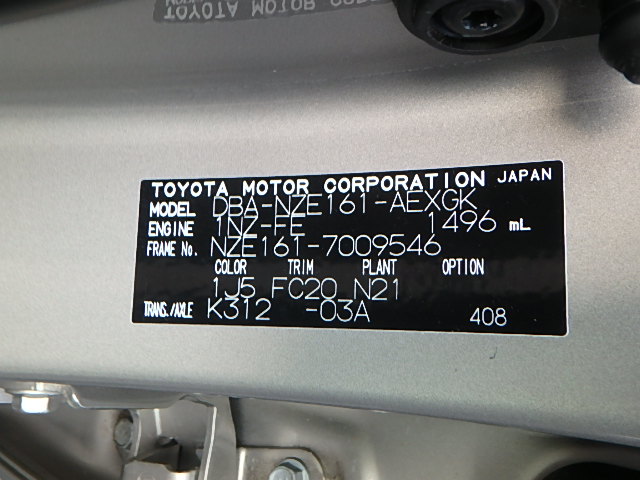 TOYOTA MOTOR CORPORATION JAPAN
MODEL DBA-NZE161-AEXGK
ENGINE 1NZ-FE 1496 mL
FRAME No. NZE161-7009546
COLOR TRIM PLANT OPTION
1J5 FC20 N21
TRANS./AXLE K312 -03A 408